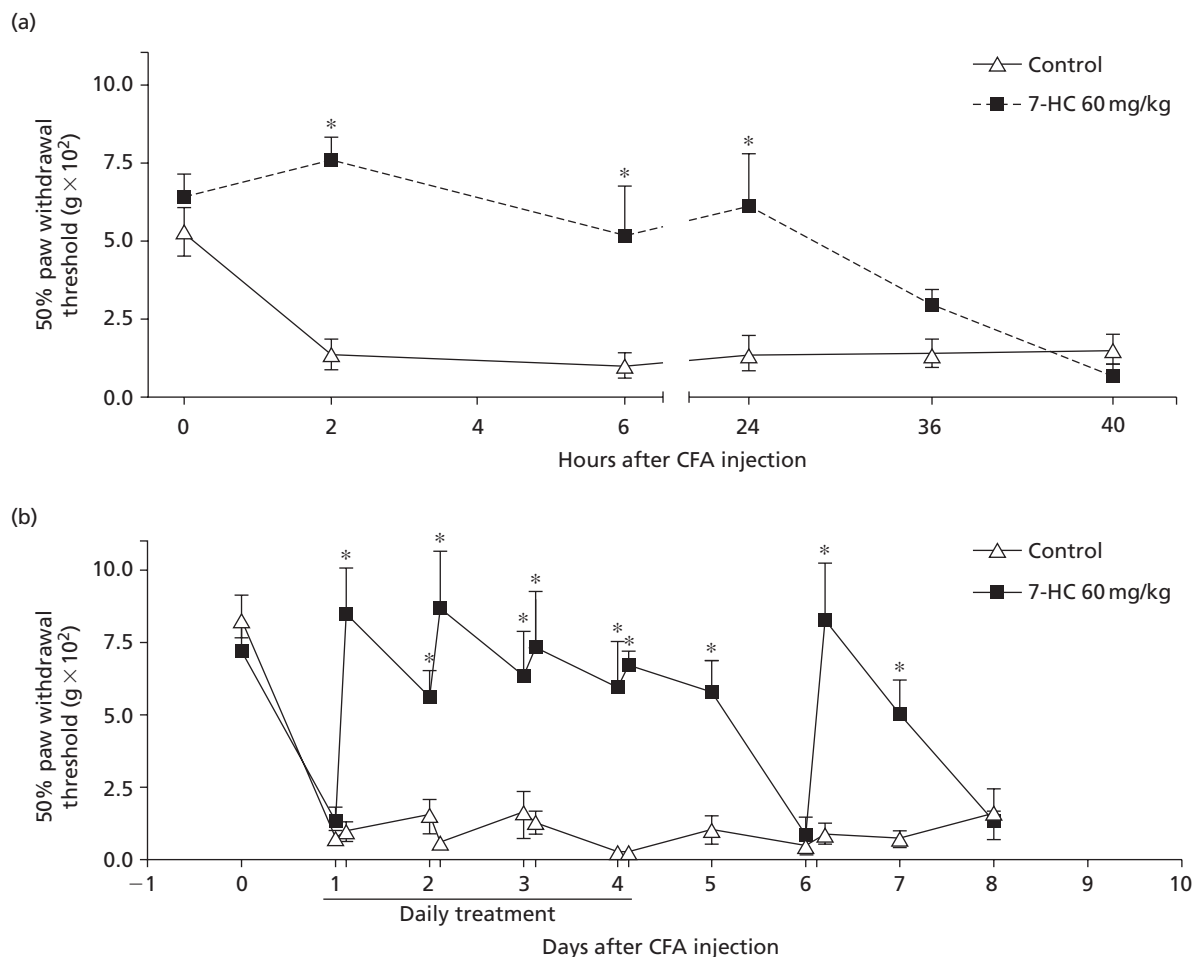 (a)
Control
7-HC 60 mg/kg
50% paw withdrawal
threshold (g × 10²)
10.0
7.5
5.0
2.5
0.0
* * *
0 2 4 6 24 36 40
Hours after CFA injection
(b)
Control
7-HC 60 mg/kg
50% paw withdrawal
threshold (g × 10²)
10.0
7.5
5.0
2.5
0.0
* * * * * * * * * *
−1 0 1 2 3 4 5 6 7 8 9 10
Daily treatment
Days after CFA injection